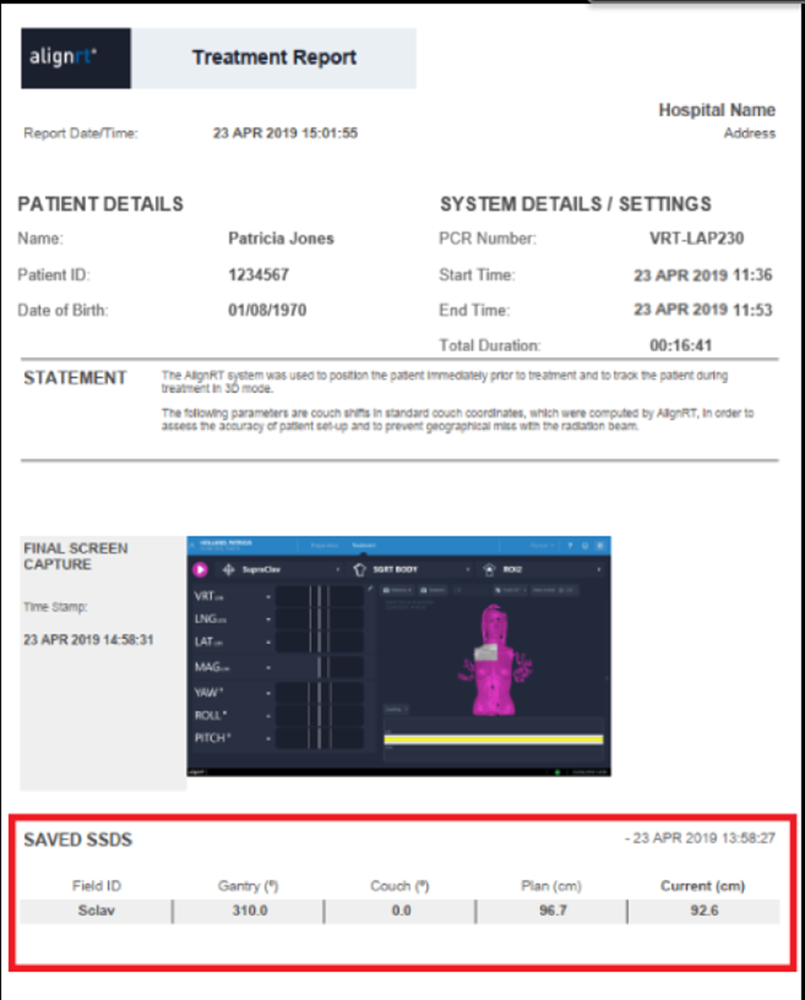 alignrt®
Treatment Report
Hospital Name
Address
Report Date/Time: 23 APR 2019 15:01:55
PATIENT DETAILS
Name: Patricia Jones
Patient ID: 1234567
Date of Birth: 01/08/1970
SYSTEM DETAILS / SETTINGS
PCR Number: VRT-LAP230
Start Time: 23 APR 2019 11:36
End Time: 23 APR 2019 11:53
Total Duration: 00:16:41
STATEMENT
The AlignRT system was used to position the patient immediately prior to treatment and to track the patient during
treatment in 3D mode.
The following parameters are couch shifts in standard couch coordinates, which were computed by AlignRT, in order to
assess the accuracy of patient set-up and to prevent geographical miss with the radiation beam.
FINAL SCREEN
CAPTURE
Time Stamp:
23 APR 2019 14:58:31
Preparation Treatment
SupraClav SGRT BODY ROI2
VRT cm -
LNG cm -
LAT cm -
MAG cm -
YAW° -
ROLL° -
PITCH° -
alignrt
SAVED SSDS - 23 APR 2019 13:58:27
Field ID Gantry (º) Couch (º) Plan (cm) Current (cm)
Sclav 310.0 0.0 96.7 92.6